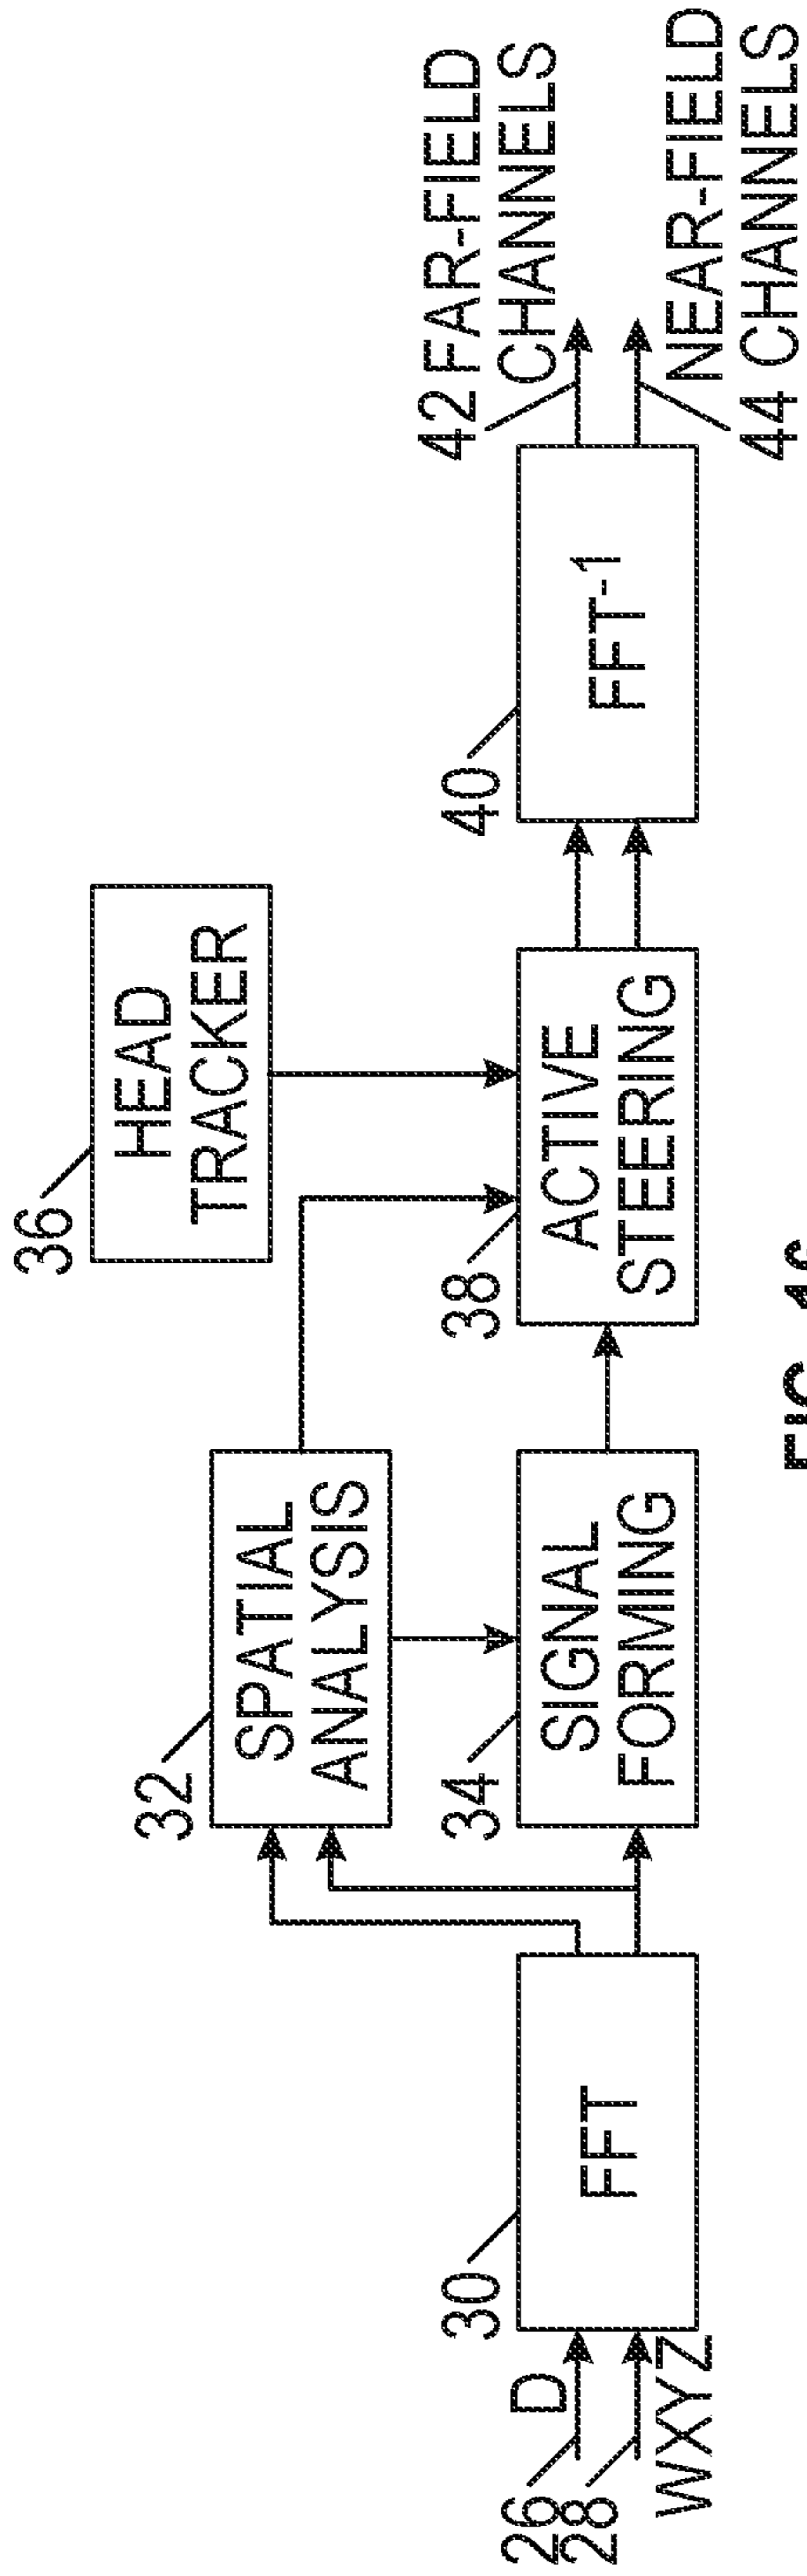 36
HEAD
TRACKER
32
SPATIAL
ANALYSIS
26
D
28
WXYZ
30
FFT
34
SIGNAL
FORMING
38
ACTIVE
STEERING
40
FFT-1
42 FAR-FIELD
CHANNELS
NEAR-FIELD
44 CHANNELS
FIG.